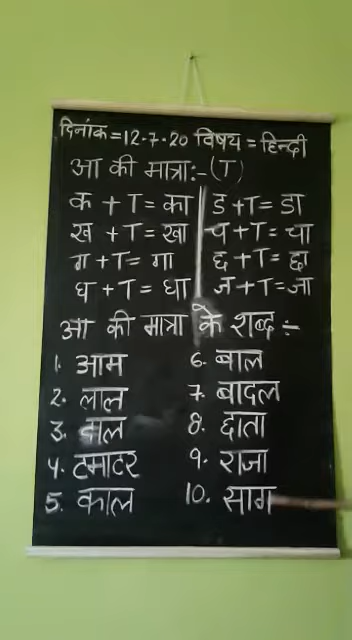 दिनांक = 12.7.20 विषय = हिन्दी
आ की मात्रा:- (ा)
क + ा = का | ड + ा = डा
ख + ा = खा | च + ा = चा
ग + ा = गा | छ + ा = छा
घ + ा = घा | ज + ा = जा
आ की मात्रा के शब्द ÷
1. आम 6. बाल
2. लाल 7. बादल
3. दाल 8. छाता
4. टमाटर 9. राजा
5. काल 10. साग